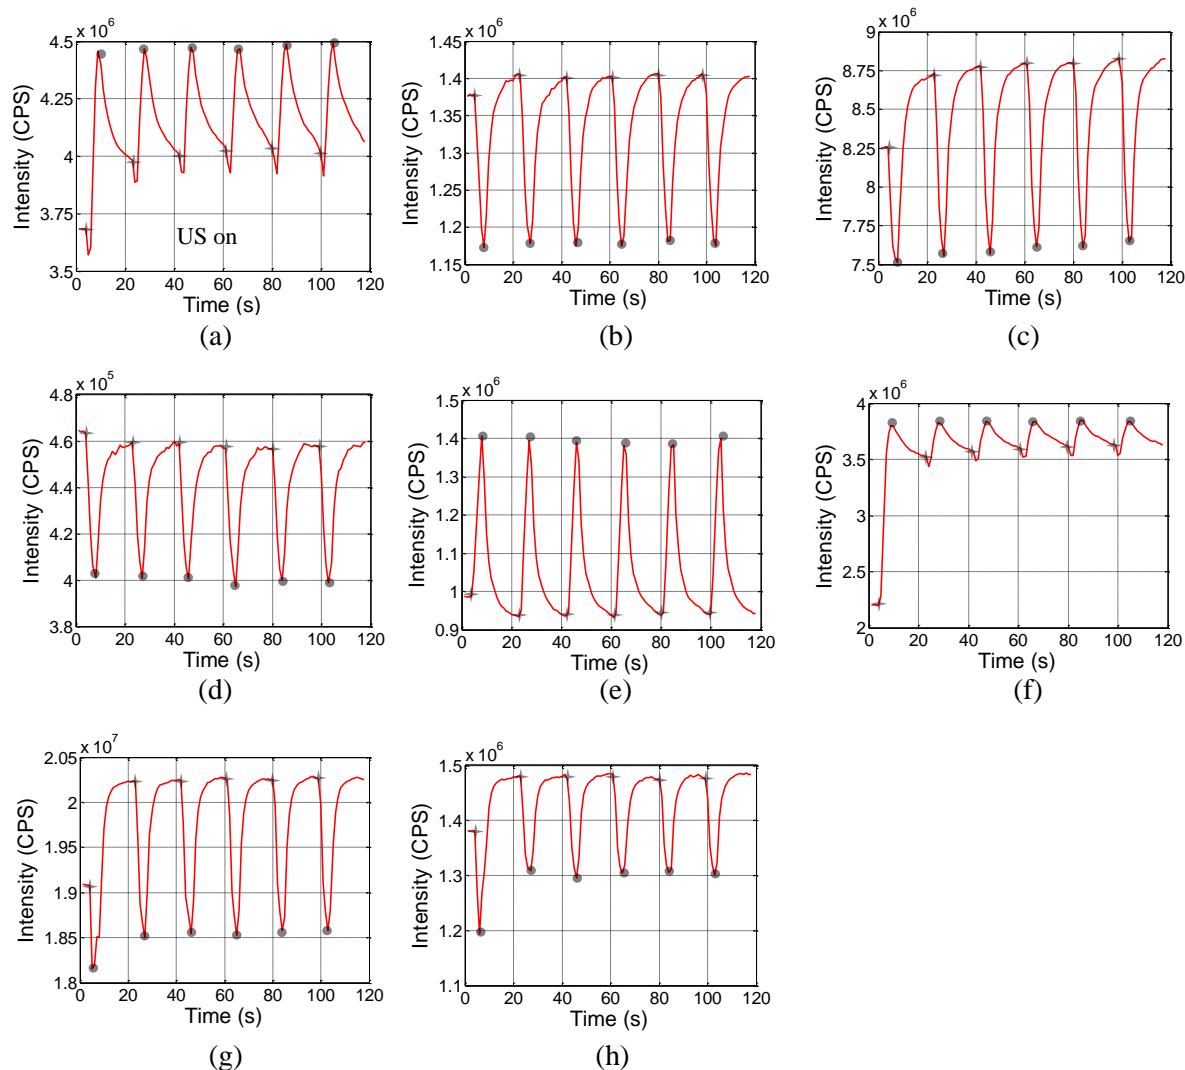 x 10^6
4.5
4.25
4
3.75
3.5
Intensity (CPS)
US on
0 20 40 60 80 100 120
Time (s)
(a)
x 10^6
1.45
1.4
1.35
1.3
1.25
1.2
1.15
Intensity (CPS)
0 20 40 60 80 100 120
Time (s)
(b)
x 10^6
9
8.75
8.5
8.25
8
7.75
7.5
Intensity (CPS)
0 20 40 60 80 100 120
Time (s)
(c)
x 10^5
4.8
4.6
4.4
4.2
4
3.8
Intensity (CPS)
0 20 40 60 80 100 120
Time (s)
(d)
x 10^6
1.5
1.4
1.3
1.2
1.1
1
0.9
Intensity (CPS)
0 20 40 60 80 100 120
Time (s)
(e)
x 10^6
4
3.5
3
2.5
2
Intensity (CPS)
0 20 40 60 80 100 120
Time (s)
(f)
x 10^7
2.05
2
1.95
1.9
1.85
1.8
Intensity (CPS)
0 20 40 60 80 100 120
Time (s)
(g)
x 10^6
1.5
1.4
1.3
1.2
1.1
Intensity (CPS)
0 20 40 60 80 100 120
Time (s)
(h)